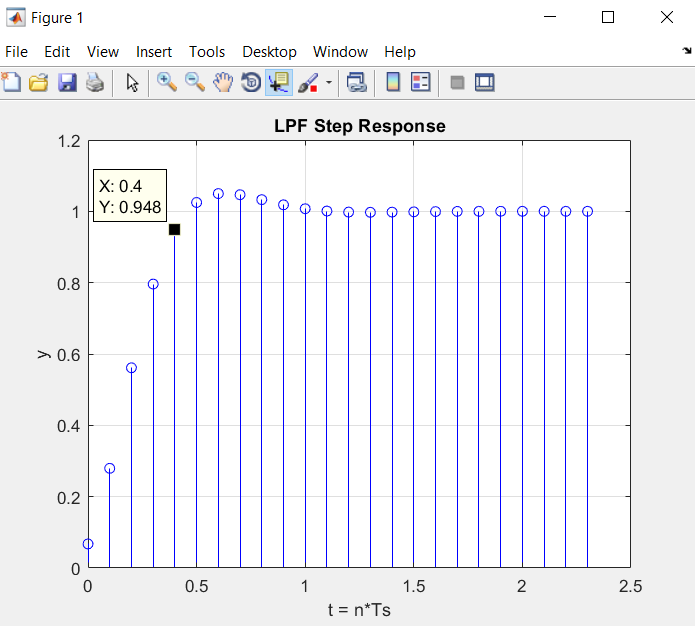 Figure 1
File Edit View Insert Tools Desktop Window Help
LPF Step Response
1.2
1
0.8
0.6
0.4
0.2
0
y
X: 0.4
Y: 0.948
0 0.5 1 1.5 2 2.5
t = n*Ts